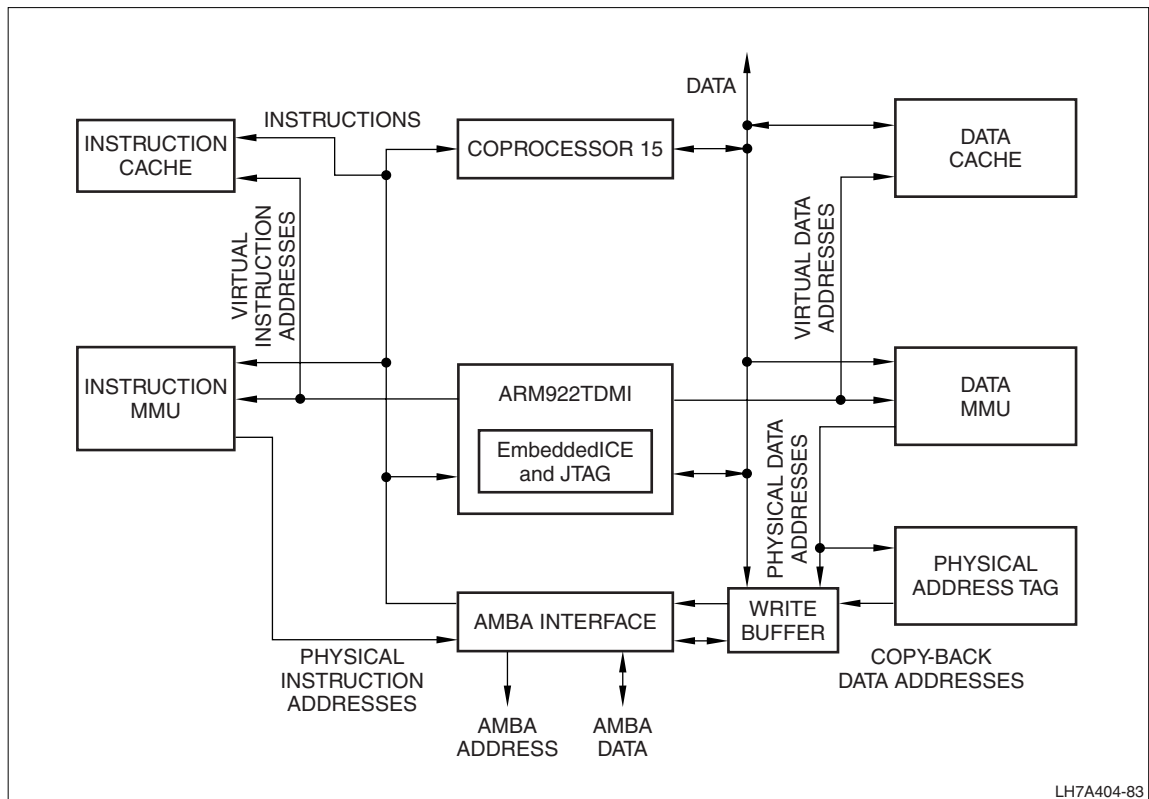 DATA
INSTRUCTIONS
INSTRUCTION
CACHE
COPROCESSOR 15
DATA
CACHE
VIRTUAL
INSTRUCTION
ADDRESSES
VIRTUAL DATA
ADDRESSES
INSTRUCTION
MMU
ARM922TDMI
EmbeddedICE
and JTAG
DATA
MMU
PHYSICAL DATA
ADDRESSES
PHYSICAL
ADDRESS TAG
AMBA INTERFACE
WRITE
BUFFER
PHYSICAL
INSTRUCTION
ADDRESSES
COPY-BACK
DATA ADDRESSES
AMBA
ADDRESS
AMBA
DATA
LH7A404-83